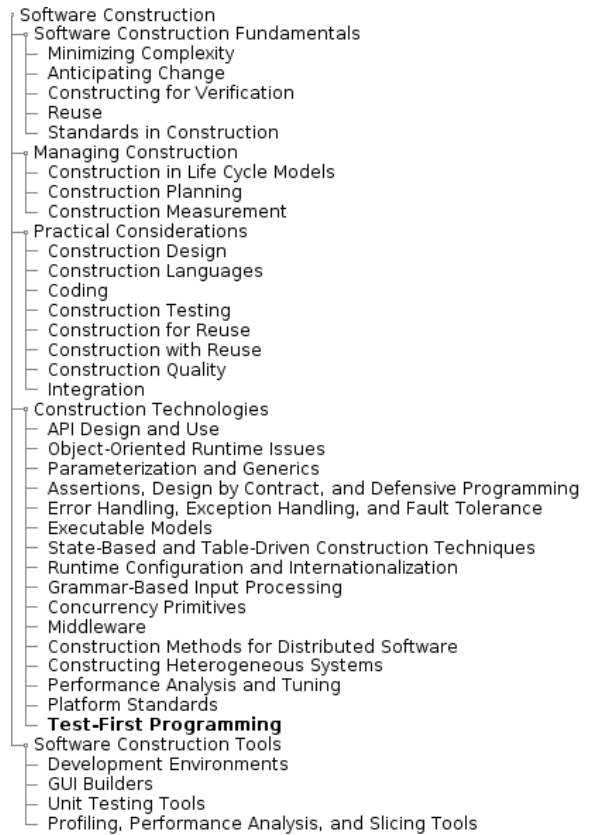 Software Construction
Software Construction Fundamentals
Minimizing Complexity
Anticipating Change
Constructing for Verification
Reuse
Standards in Construction
Managing Construction
Construction in Life Cycle Models
Construction Planning
Construction Measurement
Practical Considerations
Construction Design
Construction Languages
Coding
Construction Testing
Construction for Reuse
Construction with Reuse
Construction Quality
Integration
Construction Technologies
API Design and Use
Object-Oriented Runtime Issues
Parameterization and Generics
Assertions, Design by Contract, and Defensive Programming
Error Handling, Exception Handling, and Fault Tolerance
Executable Models
State-Based and Table-Driven Construction Techniques
Runtime Configuration and Internationalization
Grammar-Based Input Processing
Concurrency Primitives
Middleware
Construction Methods for Distributed Software
Constructing Heterogeneous Systems
Performance Analysis and Tuning
Platform Standards
Test-First Programming
Software Construction Tools
Development Environments
GUI Builders
Unit Testing Tools
Profiling, Performance Analysis, and Slicing Tools